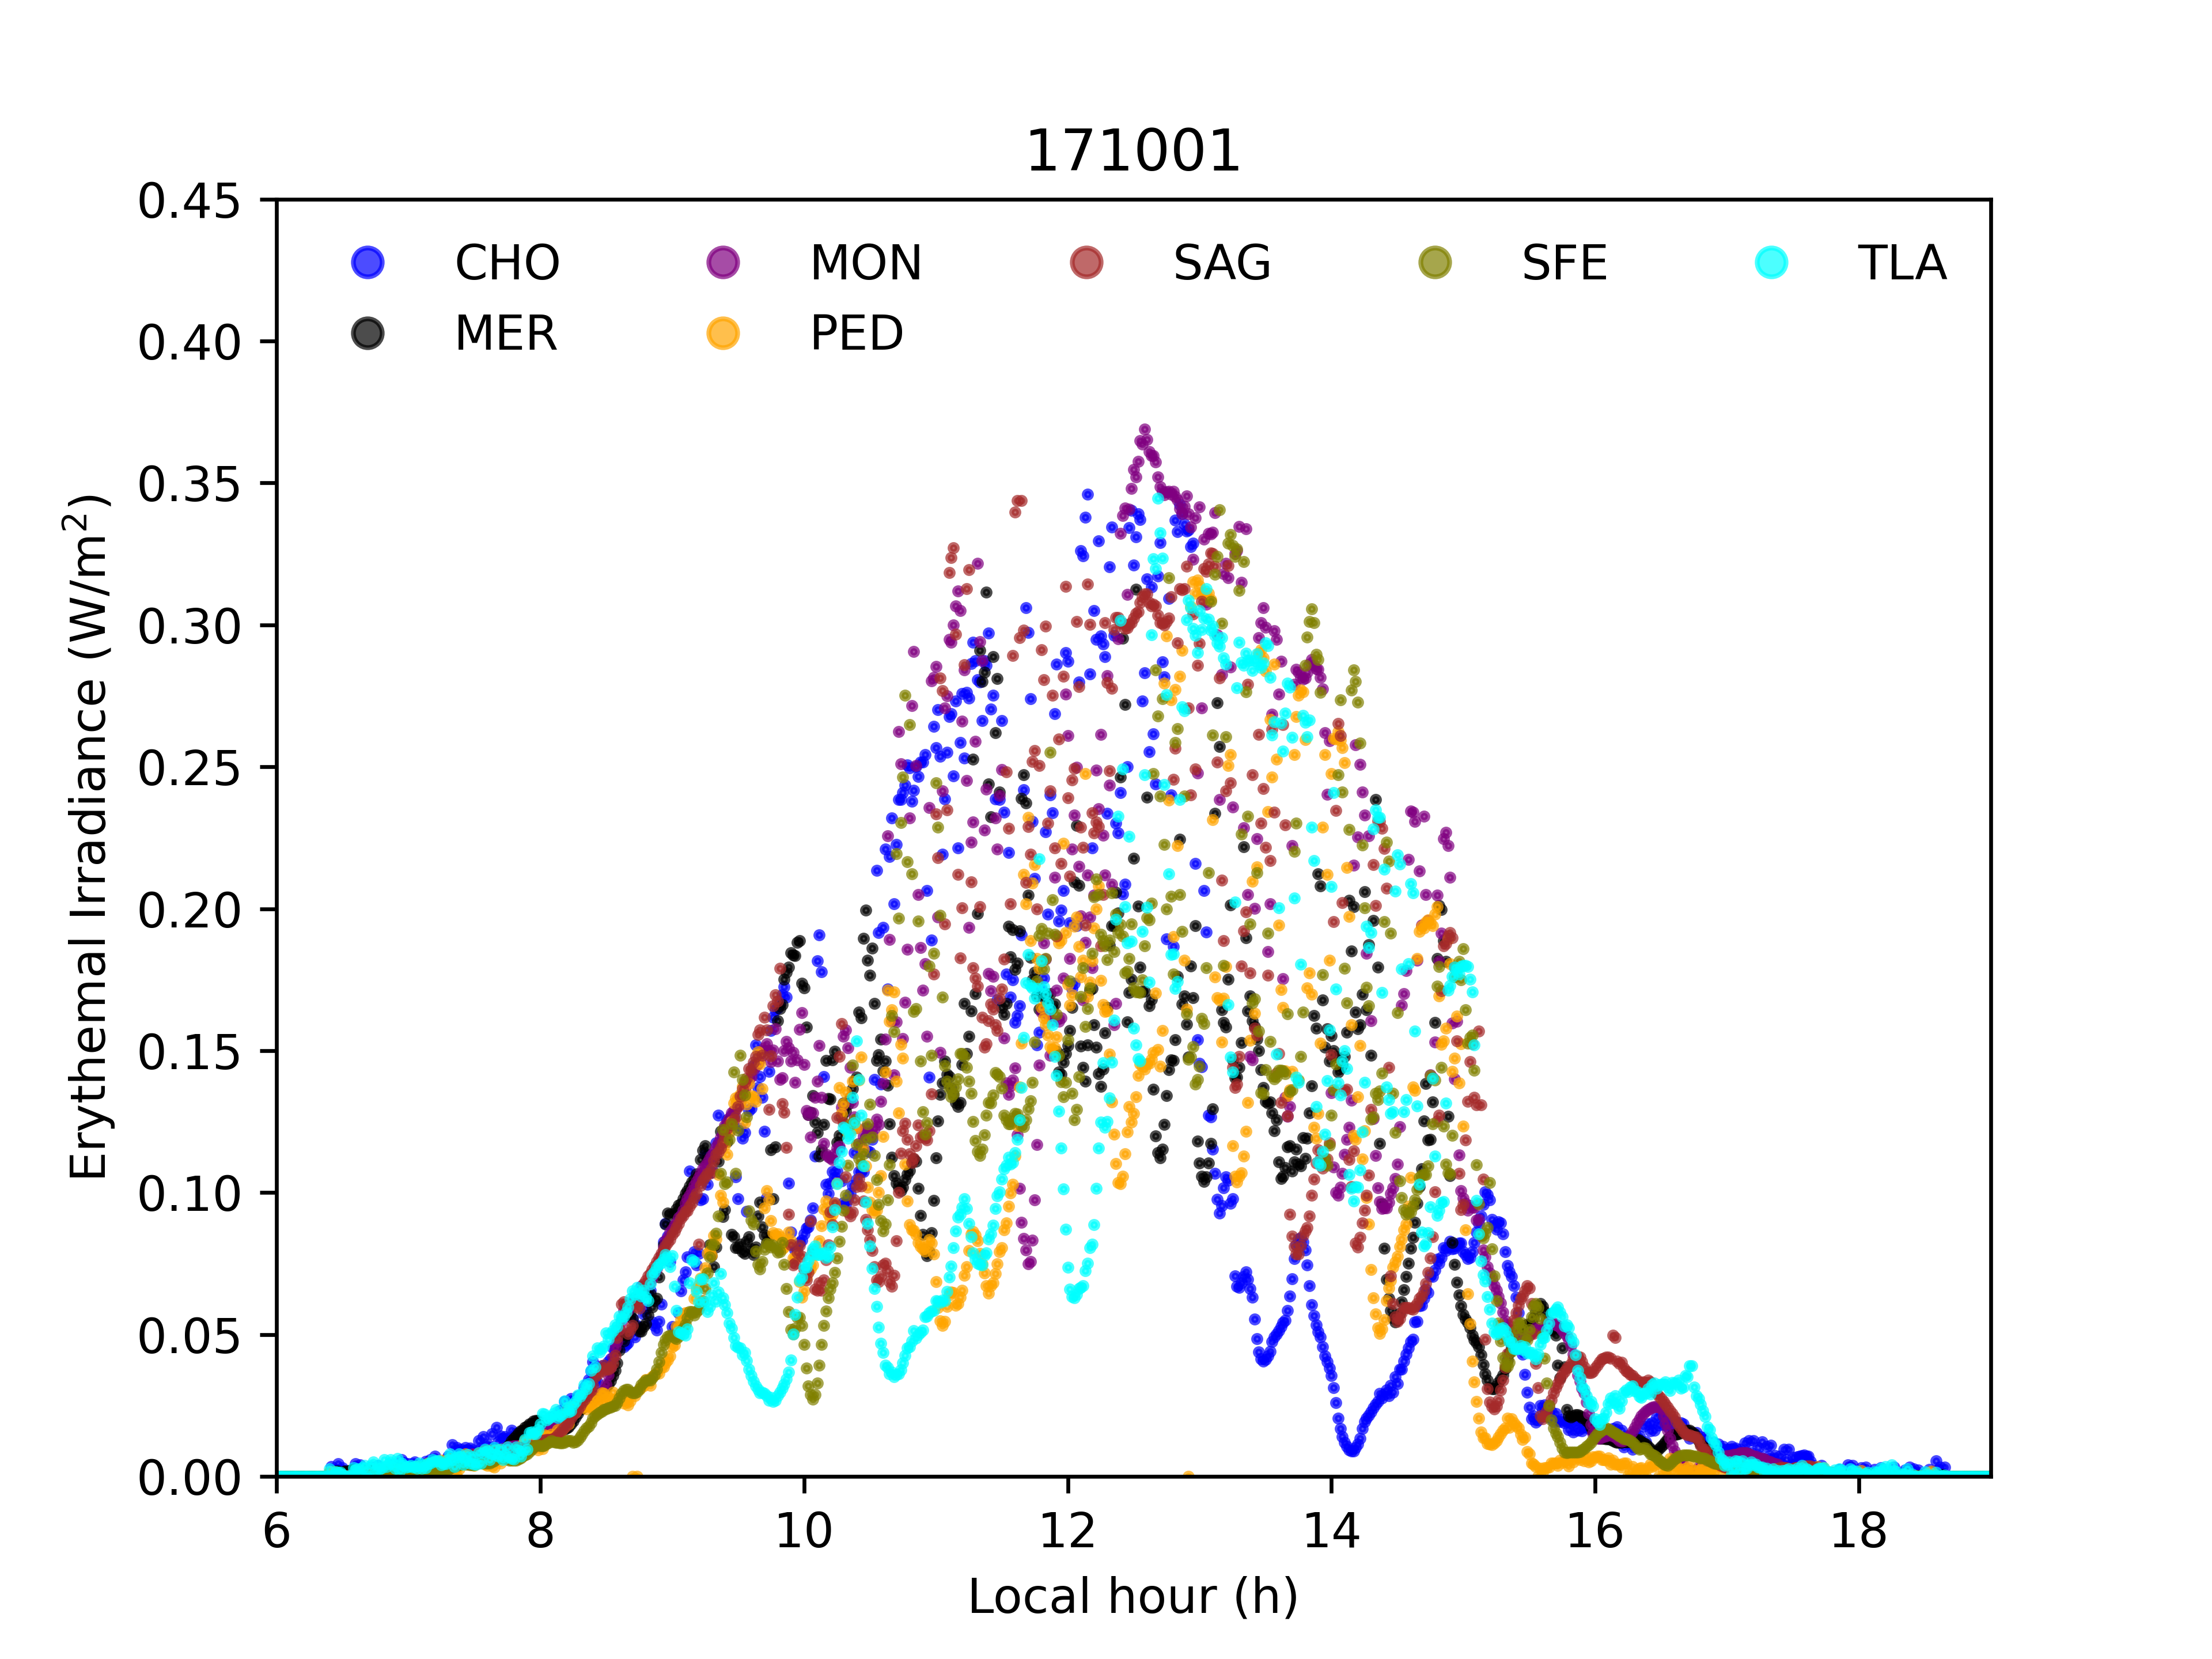 171001
CHO MON SAG SFE TLA
MER PED
0.45
0.40
0.35
0.30
0.25
0.20
0.15
0.10
0.05
0.00
Erythemal Irradiance (W/m²)
6 8 10 12 14 16 18
Local hour (h)